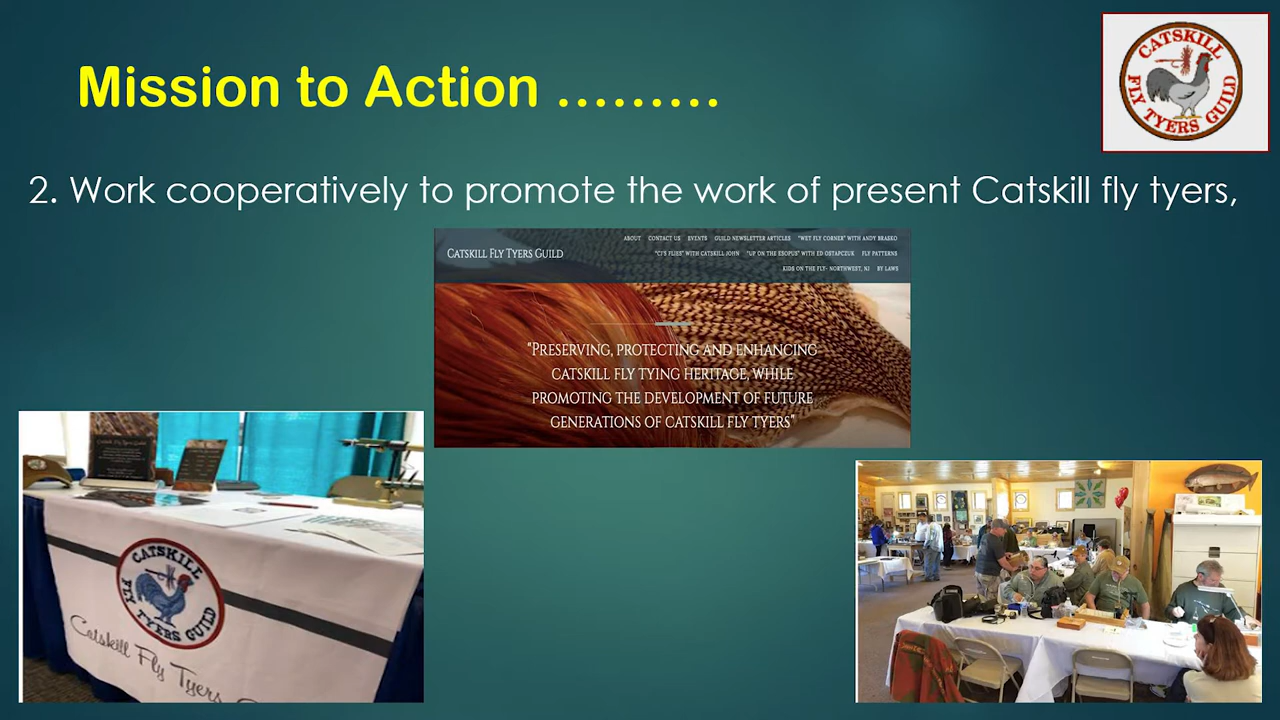 Mission to Action .........
CATSKILL
FLY TYERS GUILD
2. Work cooperatively to promote the work of present Catskill fly tyers,
CATSKILL FLY TYERS GUILD
ABOUT CONTACT US EVENTS GUILD NEWSLETTER ARTICLES "WET FLY CORNER" WITH ANDY BRASKO
"CJ'S FLIES" WITH CATSKILL JOHN "UP ON THE ESOPUS" WITH ED OSTAPCZUK FLY PATTERNS
KIDS ON THE FLY- NORTHWEST, NJ BY LAWS
"PRESERVING, PROTECTING AND ENHANCING
CATSKILL FLY TYING HERITAGE, WHILE
PROMOTING THE DEVELOPMENT OF FUTURE
GENERATIONS OF CATSKILL FLY TYERS"
Catskill Fly Tyers Guild
CATSKILL
FLY TYERS GUILD
Catskill Fly Tyers